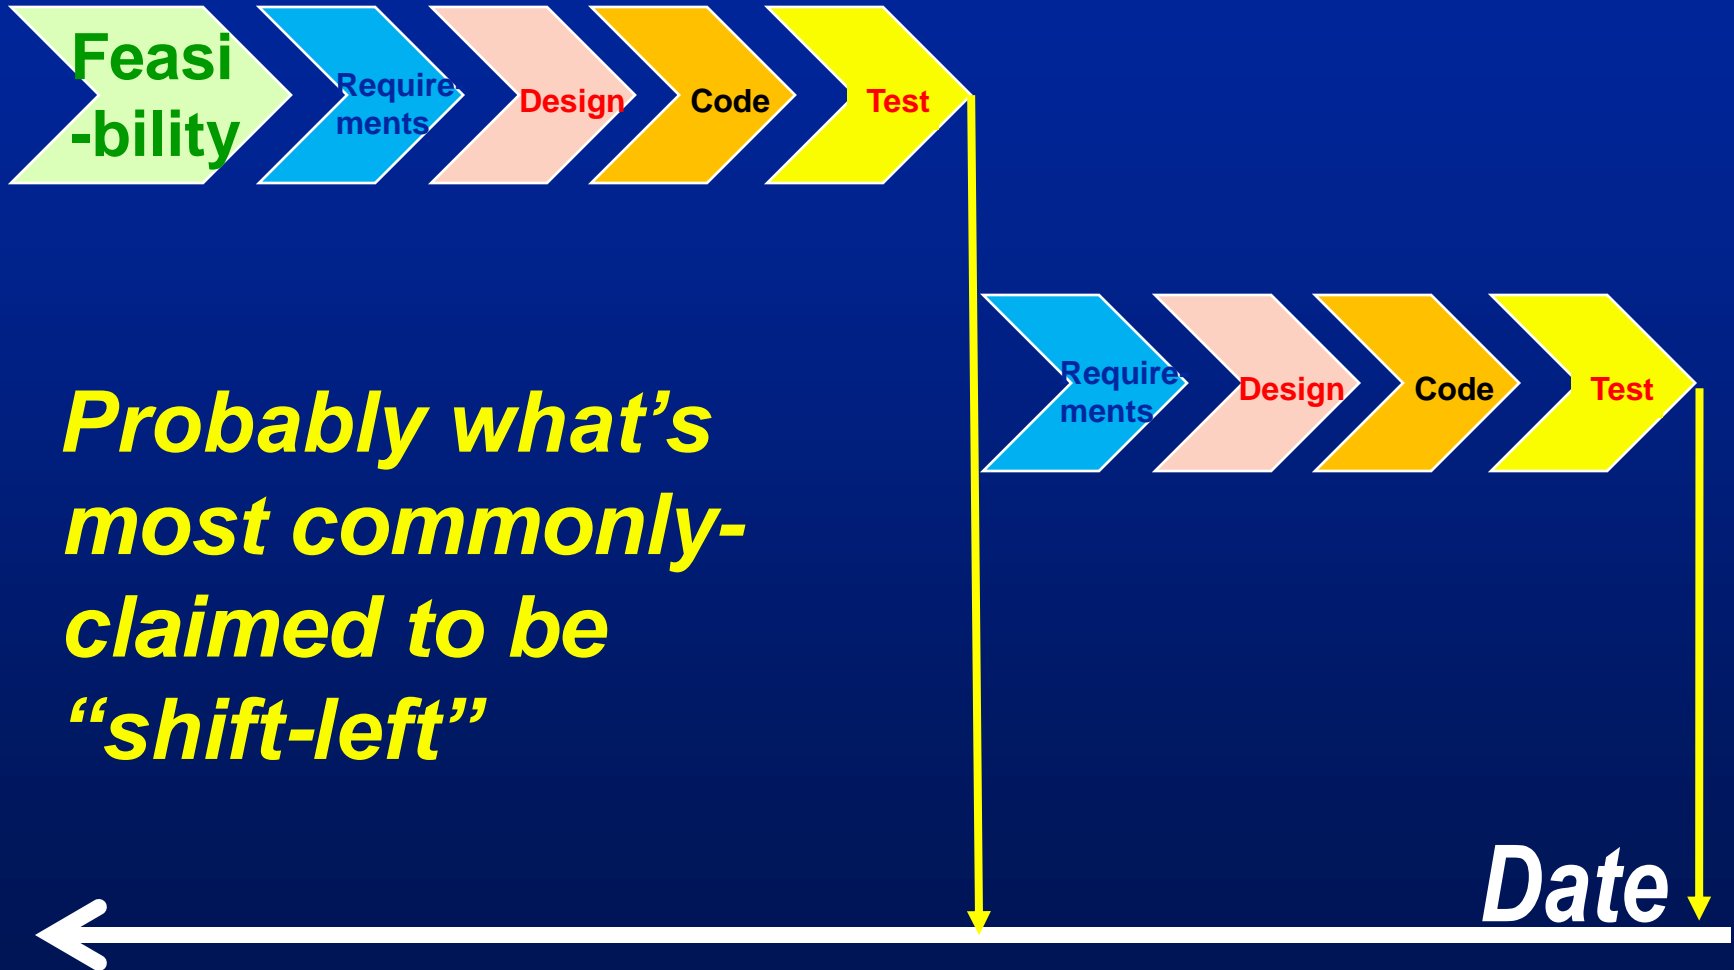 Feasi
-bility
Require-
ments
Design
Code
Test
Require-
ments
Design
Code
Test
Probably what’s
most commonly-
claimed to be
“shift-left”
Date